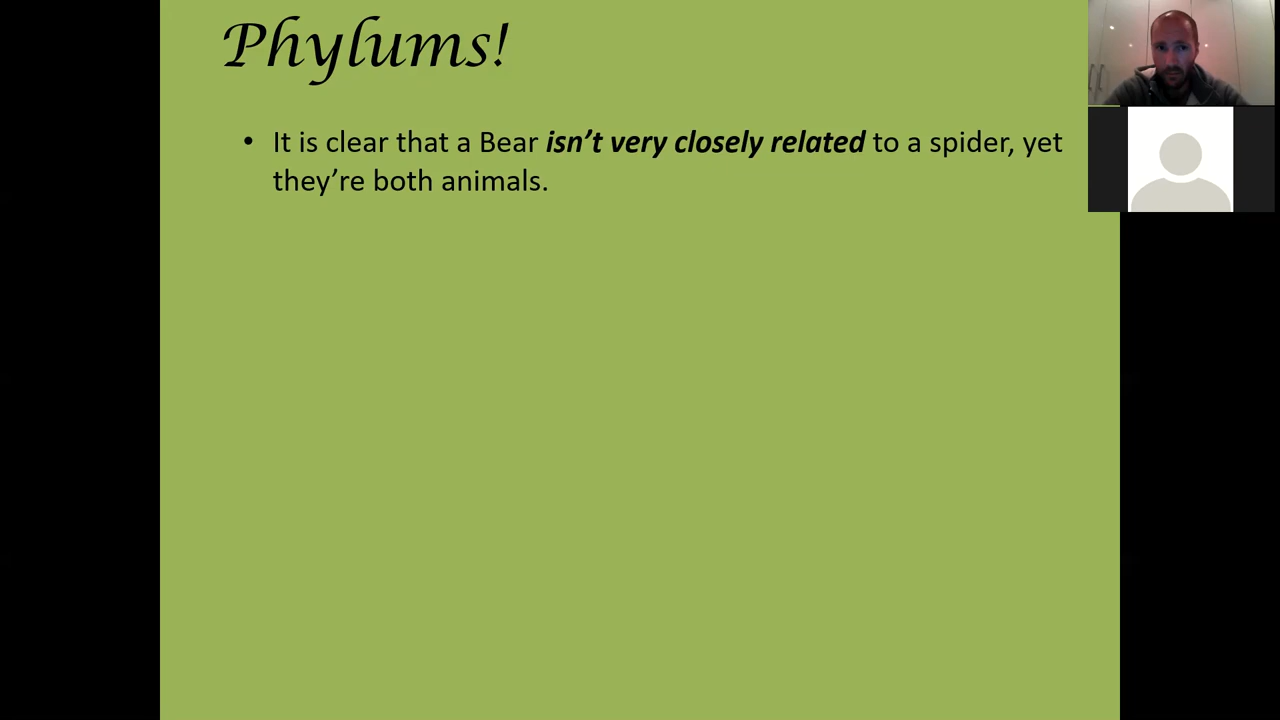 Phylums!
• It is clear that a Bear isn’t very closely related to a spider, yet
they’re both animals.